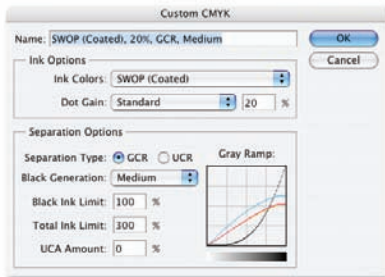 Custom CMYK
Name: SWOP (Coated), 20%, GCR, Medium
OK
Cancel
Ink Options
Ink Colors: SWOP (Coated)
Dot Gain: Standard 20 %
Separation Options
Separation Type: GCR UCR
Gray Ramp:
Black Generation: Medium
Black Ink Limit: 100 %
Total Ink Limit: 300 %
UCA Amount: 0 %